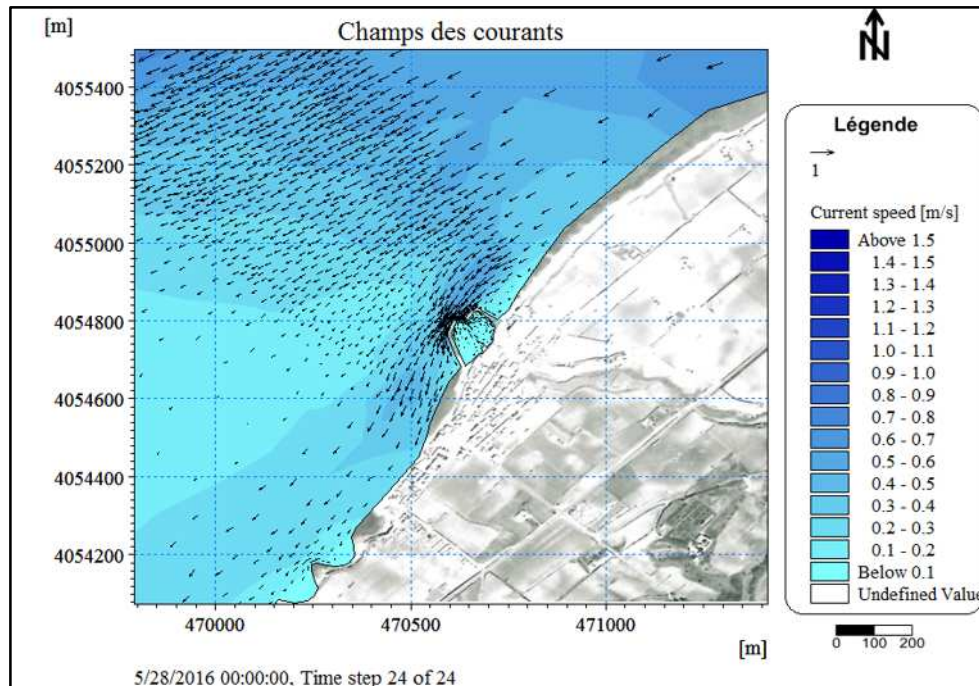 [m]
Champs des courants
N
4055400
4055200
4055000
4054800
4054600
4054400
4054200
470000
470500
471000
[m]
5/28/2016 00:00:00, Time step 24 of 24
Légende
1
Current speed [m/s]
Above 1.5
1.4 - 1.5
1.3 - 1.4
1.2 - 1.3
1.1 - 1.2
1.0 - 1.1
0.9 - 1.0
0.8 - 0.9
0.7 - 0.8
0.6 - 0.7
0.5 - 0.6
0.4 - 0.5
0.3 - 0.4
0.2 - 0.3
0.1 - 0.2
Below 0.1
Undefined Value
0 100 200